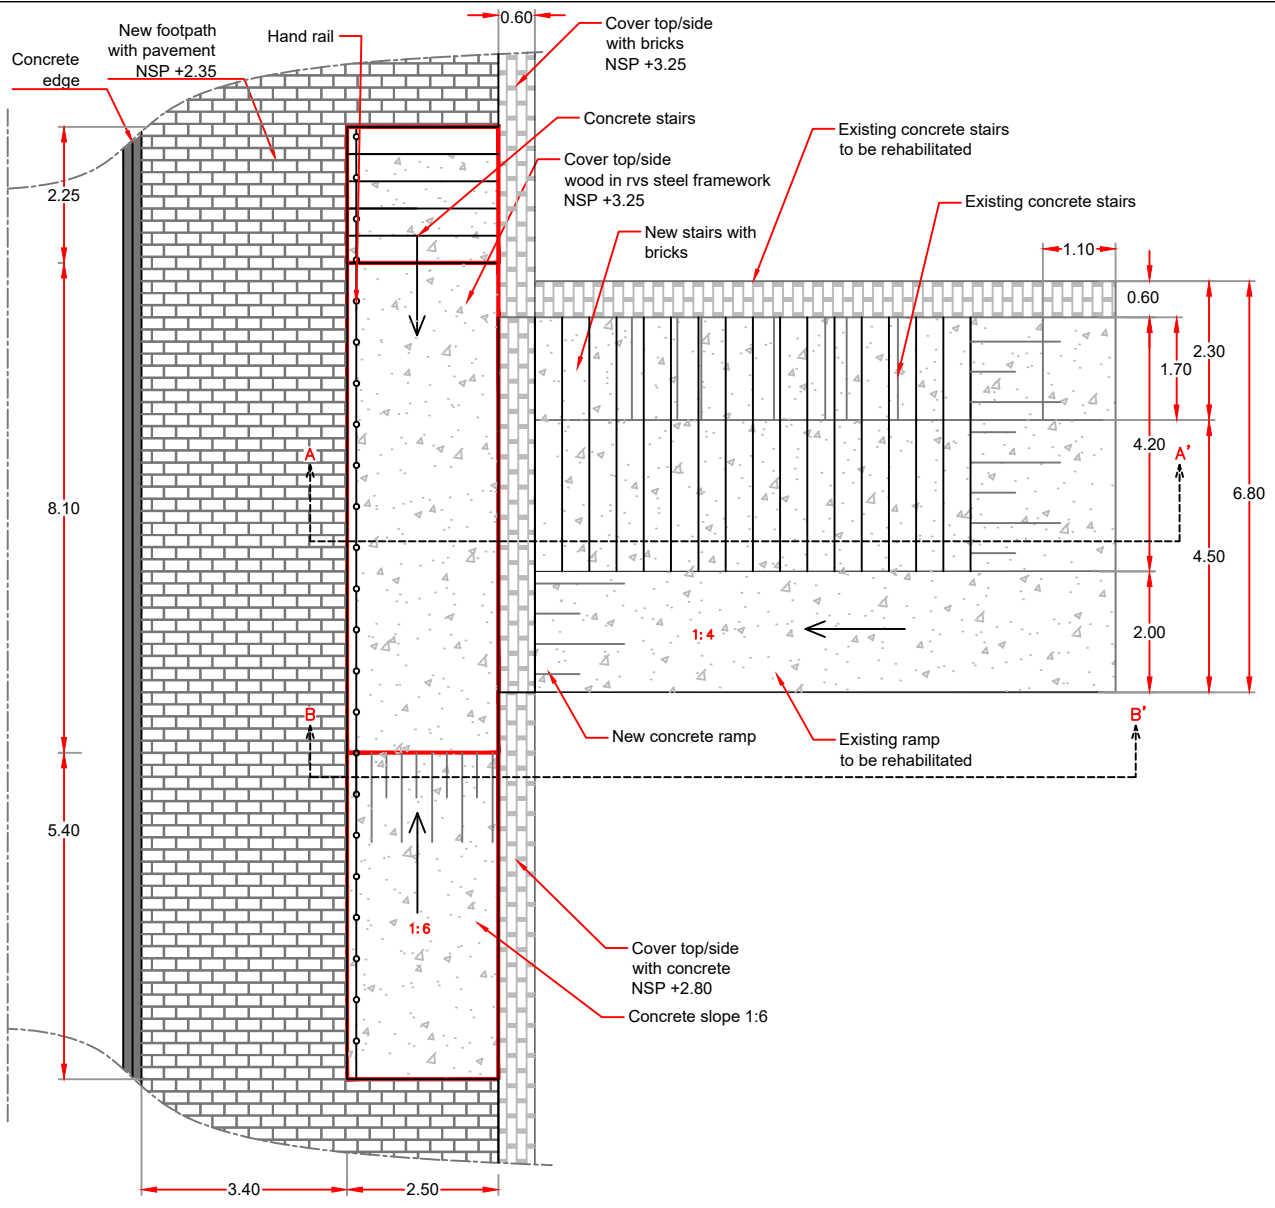 0.60
Cover top/side
with bricks
NSP +3.25
New footpath
with pavement
NSP +2.35
Hand rail
Concrete
edge
Concrete stairs
Existing concrete stairs
to be rehabilitated
Cover top/side
wood in rvs steel framework
NSP +3.25
2.25
Existing concrete stairs
New stairs with
bricks
1.10
0.60
2.30
1.70
4.20
A
A'
6.80
8.10
4.50
1:4
2.00
B
B'
New concrete ramp
Existing ramp
to be rehabilitated
5.40
1:6
Cover top/side
with concrete
NSP +2.80
Concrete slope 1:6
3.40
2.50